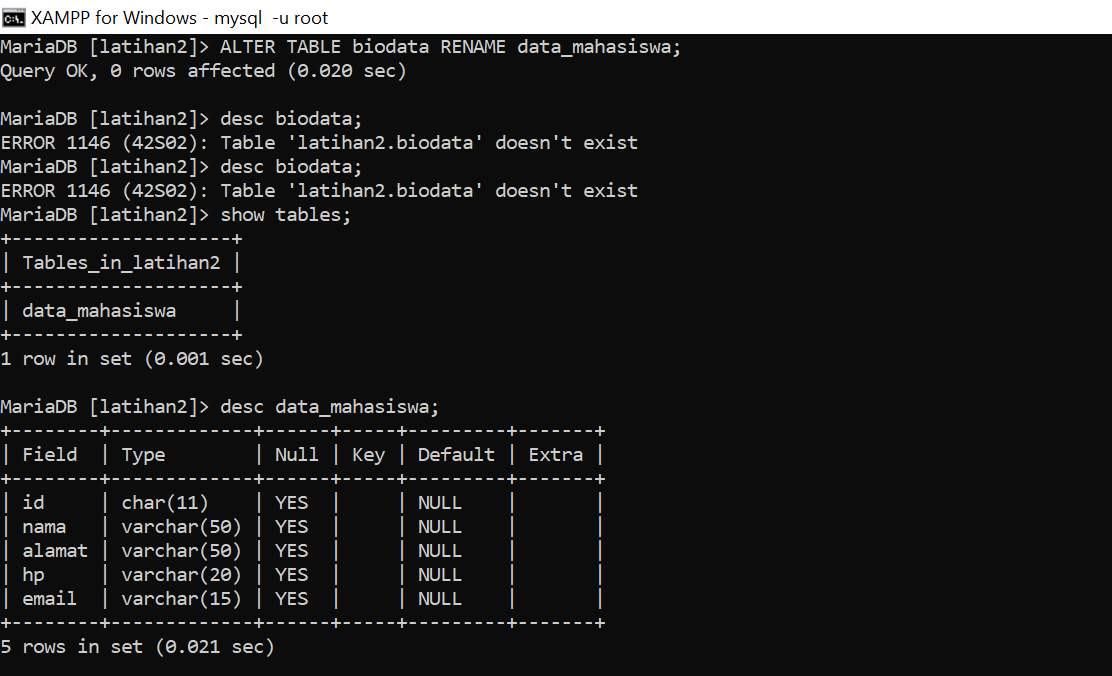 XAMPP for Windows - mysql  -u root
MariaDB [latihan2]> ALTER TABLE biodata RENAME data_mahasiswa;
Query OK, 0 rows affected (0.020 sec)

MariaDB [latihan2]> desc biodata;
ERROR 1146 (42S02): Table 'latihan2.biodata' doesn't exist
MariaDB [latihan2]> desc biodata;
ERROR 1146 (42S02): Table 'latihan2.biodata' doesn't exist
MariaDB [latihan2]> show tables;
+--------------------+
| Tables_in_latihan2 |
+--------------------+
| data_mahasiswa     |
+--------------------+
1 row in set (0.001 sec)

MariaDB [latihan2]> desc data_mahasiswa;
+--------+-------------+------+-----+---------+-------+
| Field  | Type        | Null | Key | Default | Extra |
+--------+-------------+------+-----+---------+-------+
| id     | char(11)    | YES  |     | NULL    |       |
| nama   | varchar(50) | YES  |     | NULL    |       |
| alamat | varchar(50) | YES  |     | NULL    |       |
| hp     | varchar(20) | YES  |     | NULL    |       |
| email  | varchar(15) | YES  |     | NULL    |       |
+--------+-------------+------+-----+---------+-------+
5 rows in set (0.021 sec)